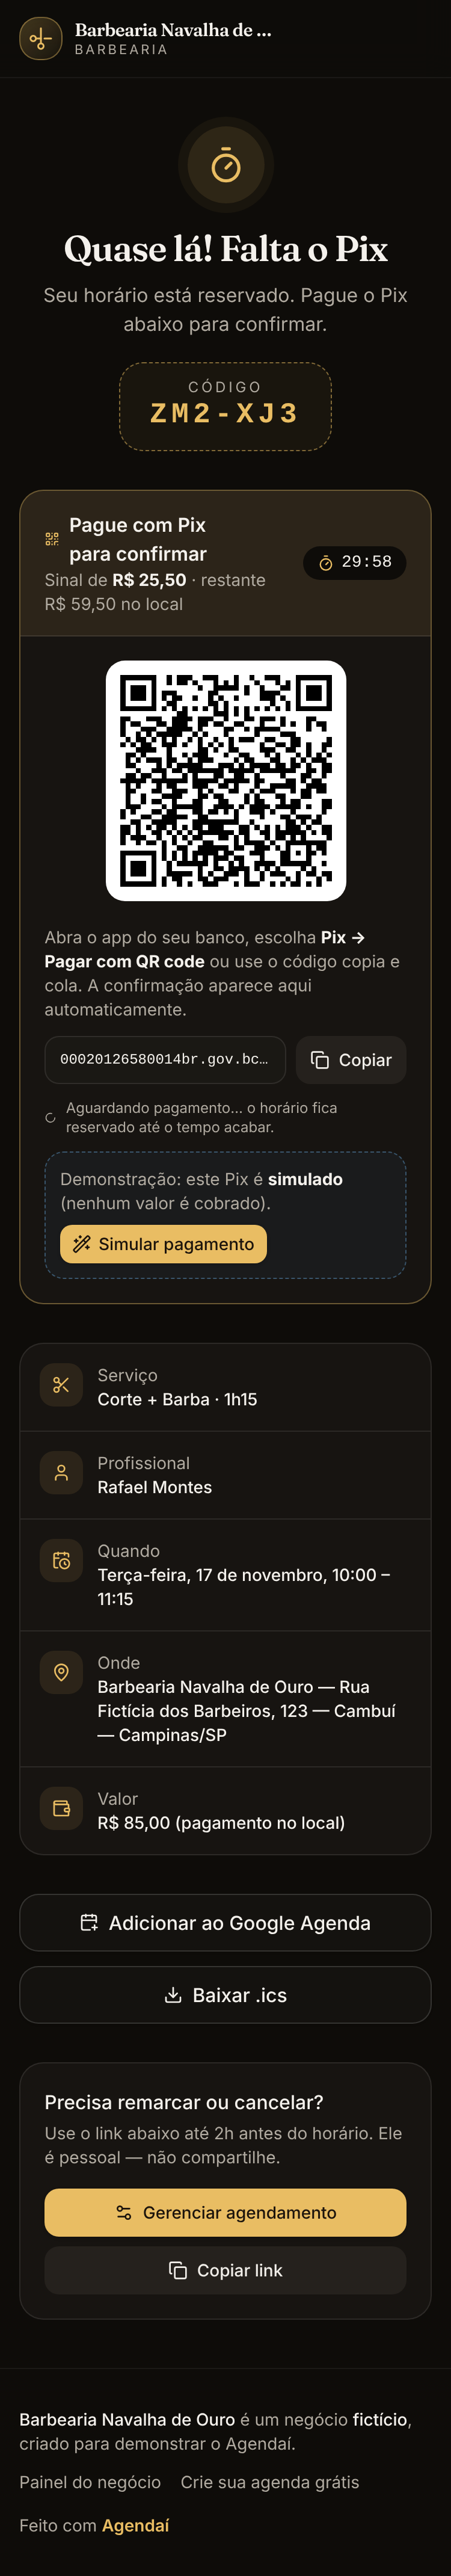 Barbearia Navalha de ...
BARBEARIA
Quase lá! Falta o Pix
Seu horário está reservado. Pague o Pix
abaixo para confirmar.
CÓDIGO
ZM2-XJ3
Pague com Pix
para confirmar
Sinal de R$ 25,50 · restante
R$ 59,50 no local
29:58
Abra o app do seu banco, escolha Pix →
Pagar com QR code ou use o código copia e
cola. A confirmação aparece aqui
automaticamente.
00020126580014br.gov.bc…
Copiar
Aguardando pagamento... o horário fica
reservado até o tempo acabar.
Demonstração: este Pix é simulado
(nenhum valor é cobrado).
Simular pagamento
Serviço
Corte + Barba · 1h15
Profissional
Rafael Montes
Quando
Terça-feira, 17 de novembro, 10:00 –
11:15
Onde
Barbearia Navalha de Ouro — Rua
Fictícia dos Barbeiros, 123 — Cambuí
— Campinas/SP
Valor
R$ 85,00 (pagamento no local)
Adicionar ao Google Agenda
Baixar .ics
Precisa remarcar ou cancelar?
Use o link abaixo até 2h antes do horário. Ele
é pessoal — não compartilhe.
Gerenciar agendamento
Copiar link
Barbearia Navalha de Ouro é um negócio fictício,
criado para demonstrar o Agendaí.
Painel do negócio Crie sua agenda grátis
Feito com Agendaí